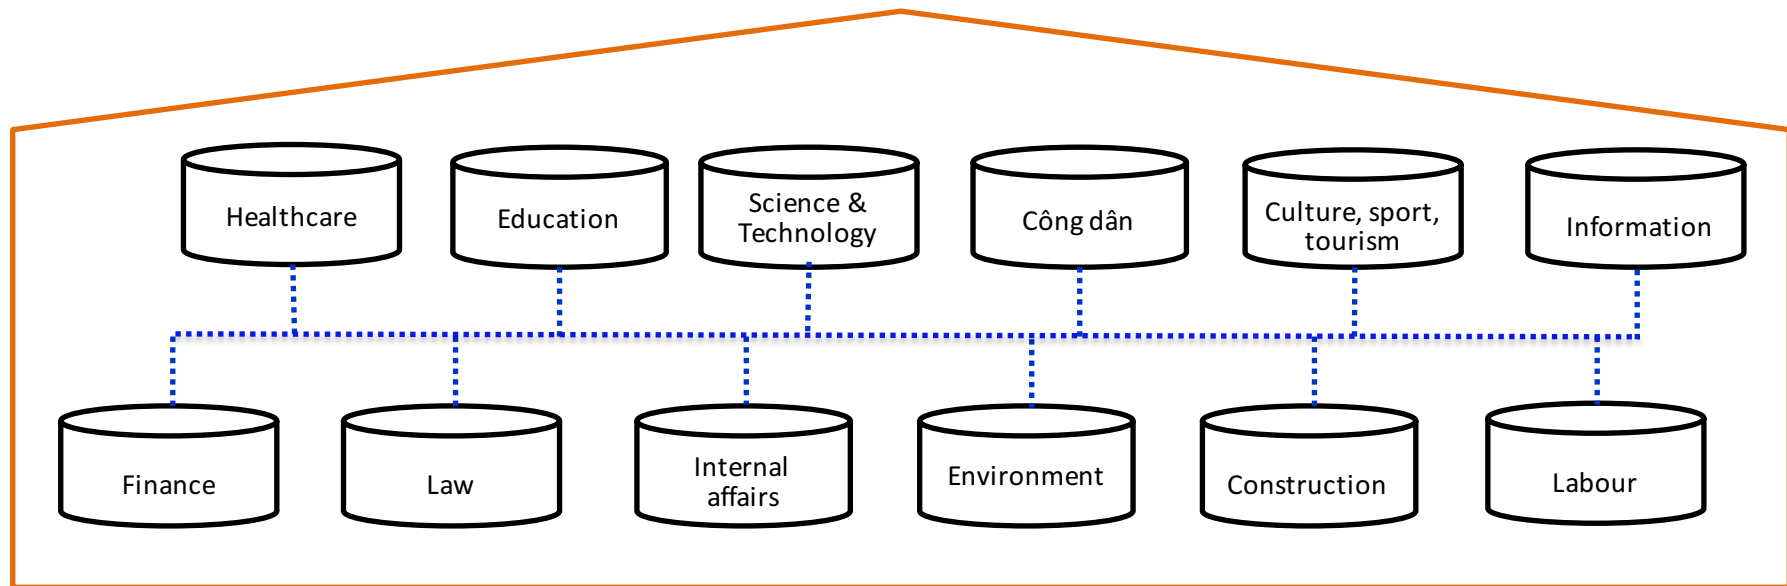 Healthcare
Education
Science &
Technology
Công dân
Culture, sport,
tourism
Information
Finance
Law
Internal
affairs
Environment
Construction
Labour